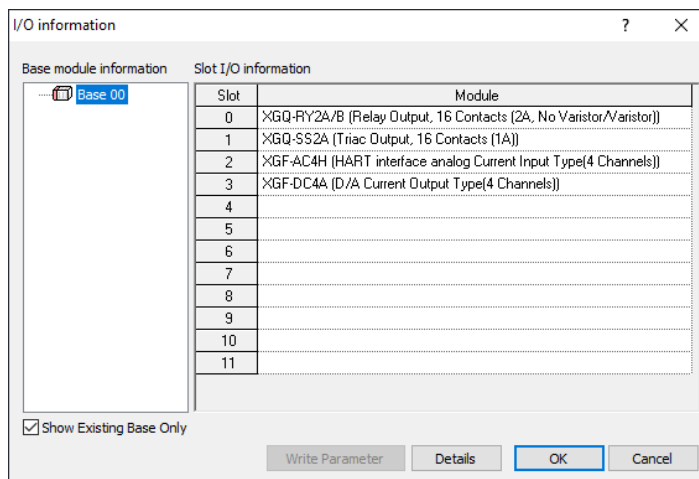 I/O information
? ×
Base module information
Slot I/O information
Base 00
Slot Module
0 XGQ-RY2A/B (Relay Output, 16 Contacts (2A, No Varistor/Varistor))
1 XGQ-SS2A (Triac Output, 16 Contacts (1A))
2 XGF-AC4H (HART interface analog Current Input Type(4 Channels))
3 XGF-DC4A (D/A Current Output Type(4 Channels))
4
5
6
7
8
9
10
11
Show Existing Base Only
Write Parameter Details OK Cancel